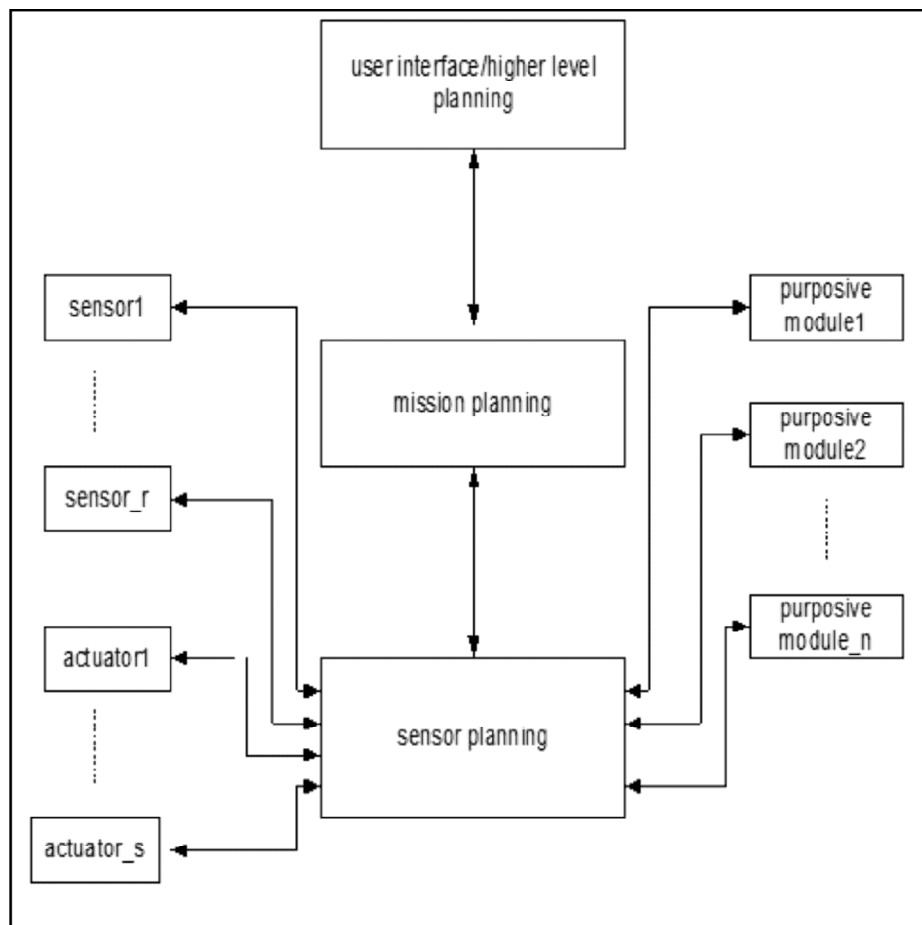 user interface/higher level
planning
sensor1
purposive
module1
mission planning
purposive
module2
sensor_r
purposive
module_n
actuator1
sensor planning
actuator_s